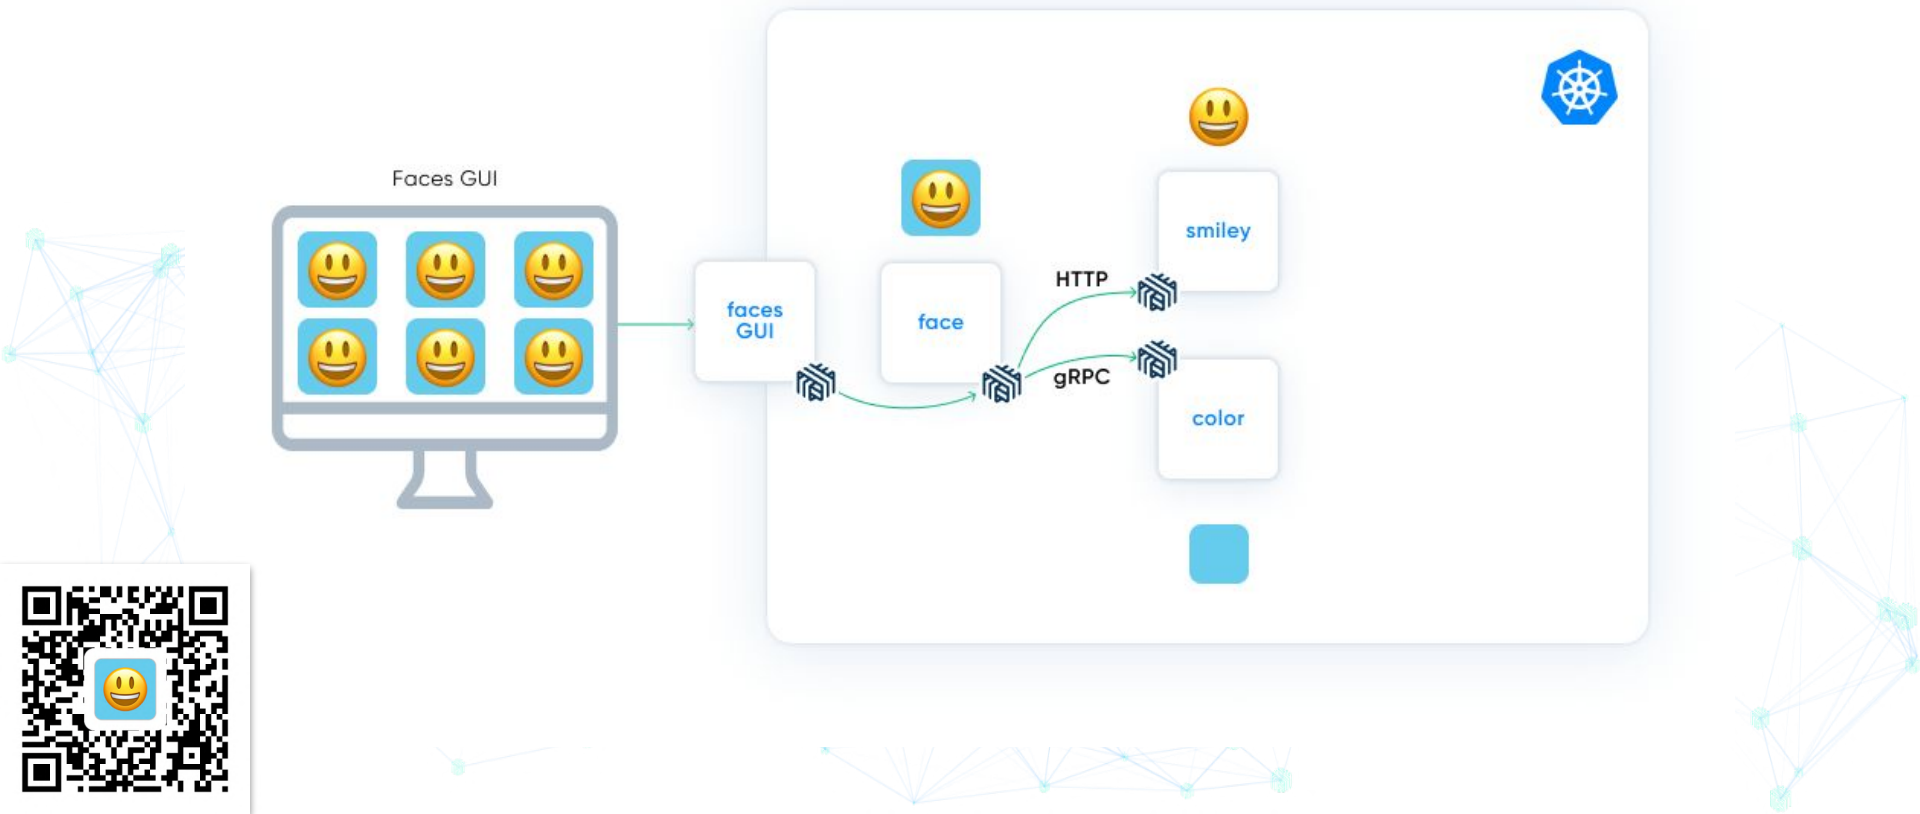 Faces GUI
faces
GUI
face
HTTP
gRPC
smiley
color